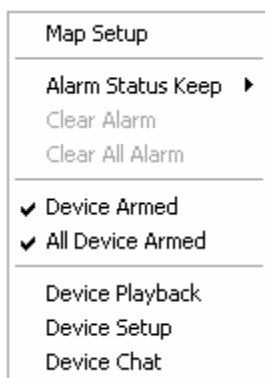 Map Setup
Alarm Status Keep
Clear Alarm
Clear All Alarm
Device Armed
All Device Armed
Device Playback
Device Setup
Device Chat